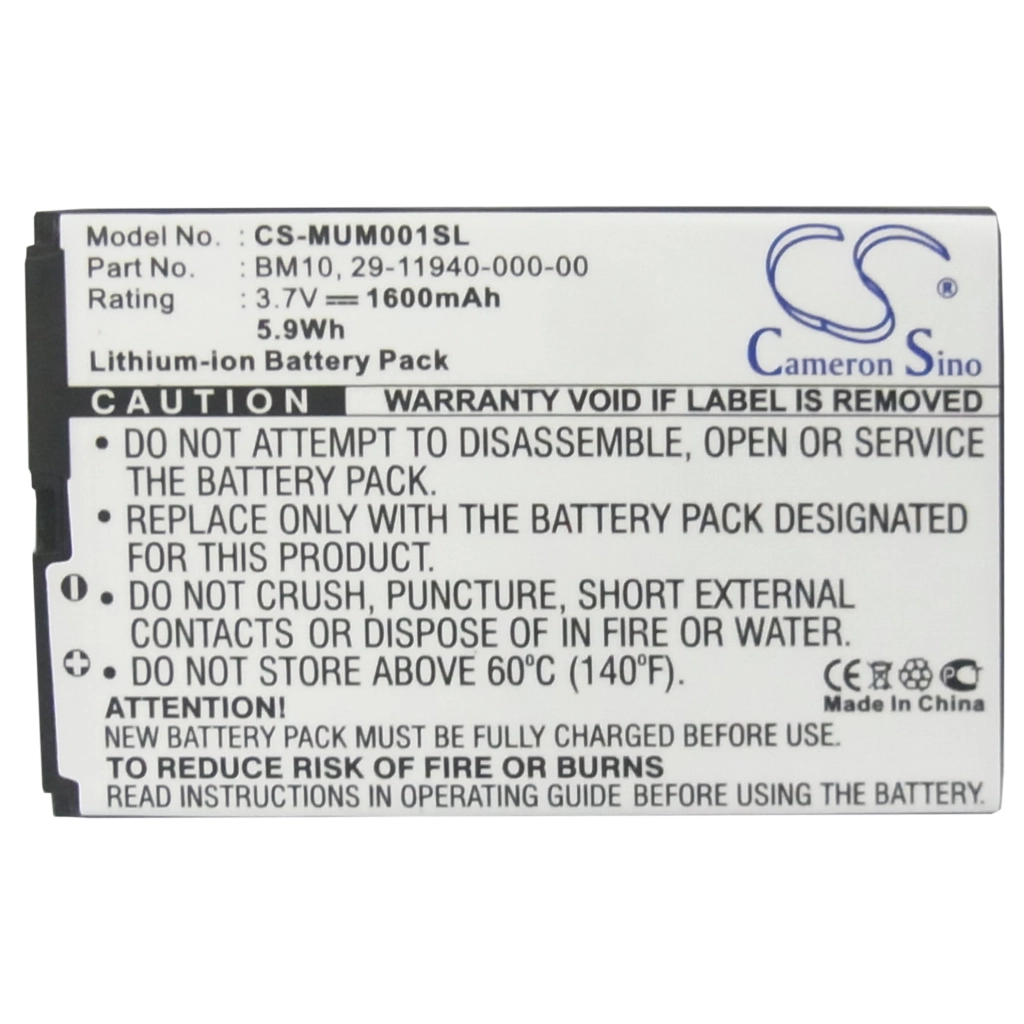 Model No. : CS-MUM001SL
Part No. : BM10, 29-11940-000-00
Rating : 3.7V ⎓ 1600mAh
5.9Wh
Lithium-ion Battery Pack
CS ®
Cameron Sino
CAUTION WARRANTY VOID IF LABEL IS REMOVED
• DO NOT ATTEMPT TO DISASSEMBLE, OPEN OR SERVICE
THE BATTERY PACK.
• REPLACE ONLY WITH THE BATTERY PACK DESIGNATED
FOR THIS PRODUCT.
• DO NOT CRUSH, PUNCTURE, SHORT EXTERNAL
CONTACTS OR DISPOSE OF IN FIRE OR WATER.
• DO NOT STORE ABOVE 60°C (140°F).
CE
Made In China
ATTENTION!
NEW BATTERY PACK MUST BE FULLY CHARGED BEFORE USE.
TO REDUCE RISK OF FIRE OR BURNS
READ INSTRUCTIONS IN OPERATING GUIDE BEFORE USING THE BATTERY.